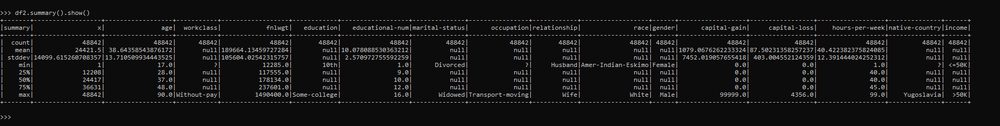 >>> df2.summary().show()
+-------+------------------+------------------+-----------+------------------+------------+-----------------+--------------+----------------+------------+------------------+------+------------------+-----------------+------------------+--------------+------+
|summary|                 x|               age|  workclass|            fnlwgt|   education|  educational-num|marital-status|      occupation|relationship|              race|gender|      capital-gain|     capital-loss|    hours-per-week|native-country|income|
+-------+------------------+------------------+-----------+------------------+------------+-----------------+--------------+----------------+------------+------------------+------+------------------+-----------------+------------------+--------------+------+
|  count|             48842|             48842|      48842|             48842|       48842|            48842|         48842|           48842|       48842|             48842| 48842|             48842|            48842|             48842|         48842| 48842|
|   mean|           24421.5| 38.64358543876172|       null|189664.13459727284|        null|10.078088530363212|          null|            null|        null|              null|  null|1079.0676262233324|87.50231358257237|40.422382375824085|          null|  null|
| stddev|14099.615260708357|13.710509934443525|       null|105604.02542315757|        null|2.570972755592259|          null|            null|        null|              null|  null| 7452.019057655418| 403.004552124359|12.391444024252312|          null|  null|
|    min|                 1|              17.0|          ?|           12285.0|        10th|              1.0|      Divorced|               ?|     Husband|Amer-Indian-Eskimo|Female|               0.0|              0.0|               1.0|             ?| <=50K|
|    25%|             12208|              28.0|       null|          117555.0|        null|              9.0|          null|            null|        null|              null|  null|               0.0|              0.0|              40.0|          null|  null|
|    50%|             24417|              37.0|       null|          178134.0|        null|             10.0|          null|            null|        null|              null|  null|               0.0|              0.0|              40.0|          null|  null|
|    75%|             36631|              48.0|       null|          237601.0|        null|             12.0|          null|            null|        null|              null|  null|               0.0|              0.0|              45.0|          null|  null|
|    max|             48842|              90.0|Without-pay|         1490400.0|Some-college|             16.0|       Widowed|Transport-moving|        Wife|             White|  Male|           99999.0|           4356.0|              99.0|    Yugoslavia|  >50K|
+-------+------------------+------------------+-----------+------------------+------------+-----------------+--------------+----------------+------------+------------------+------+------------------+-----------------+------------------+--------------+------+
>>>